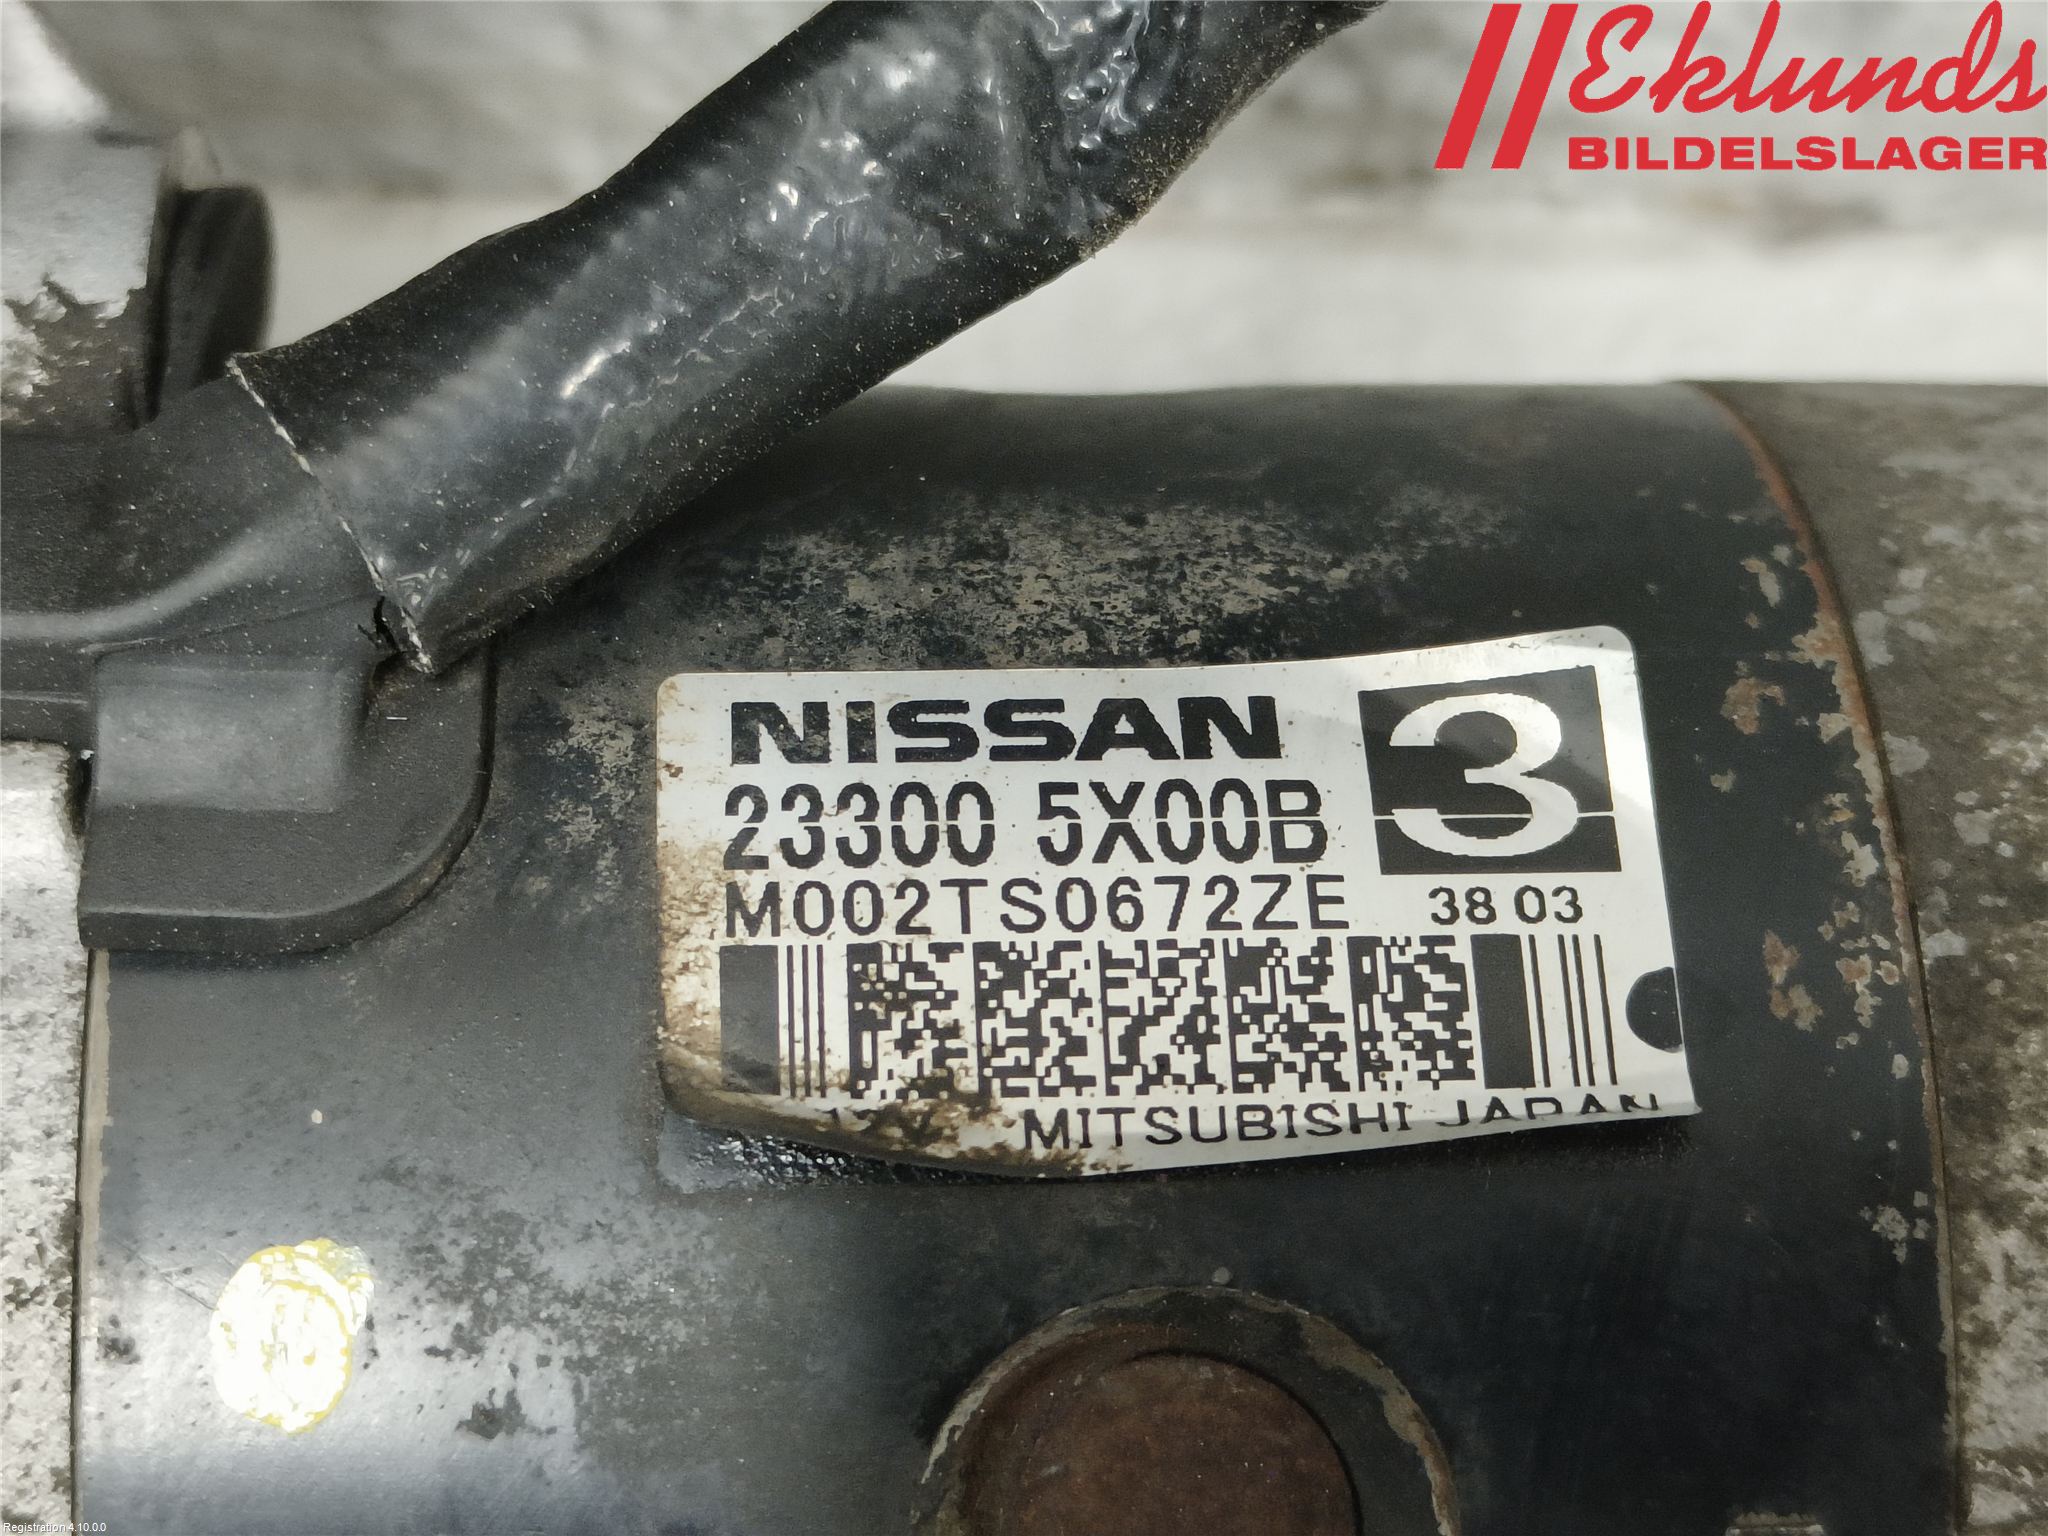 Eklunds
BILDELSLAGER
NISSAN
3
23300 5X00B
M002TS0672ZE
38 03
MITSUBISHI JAPAN
Registration 4.10.0.0